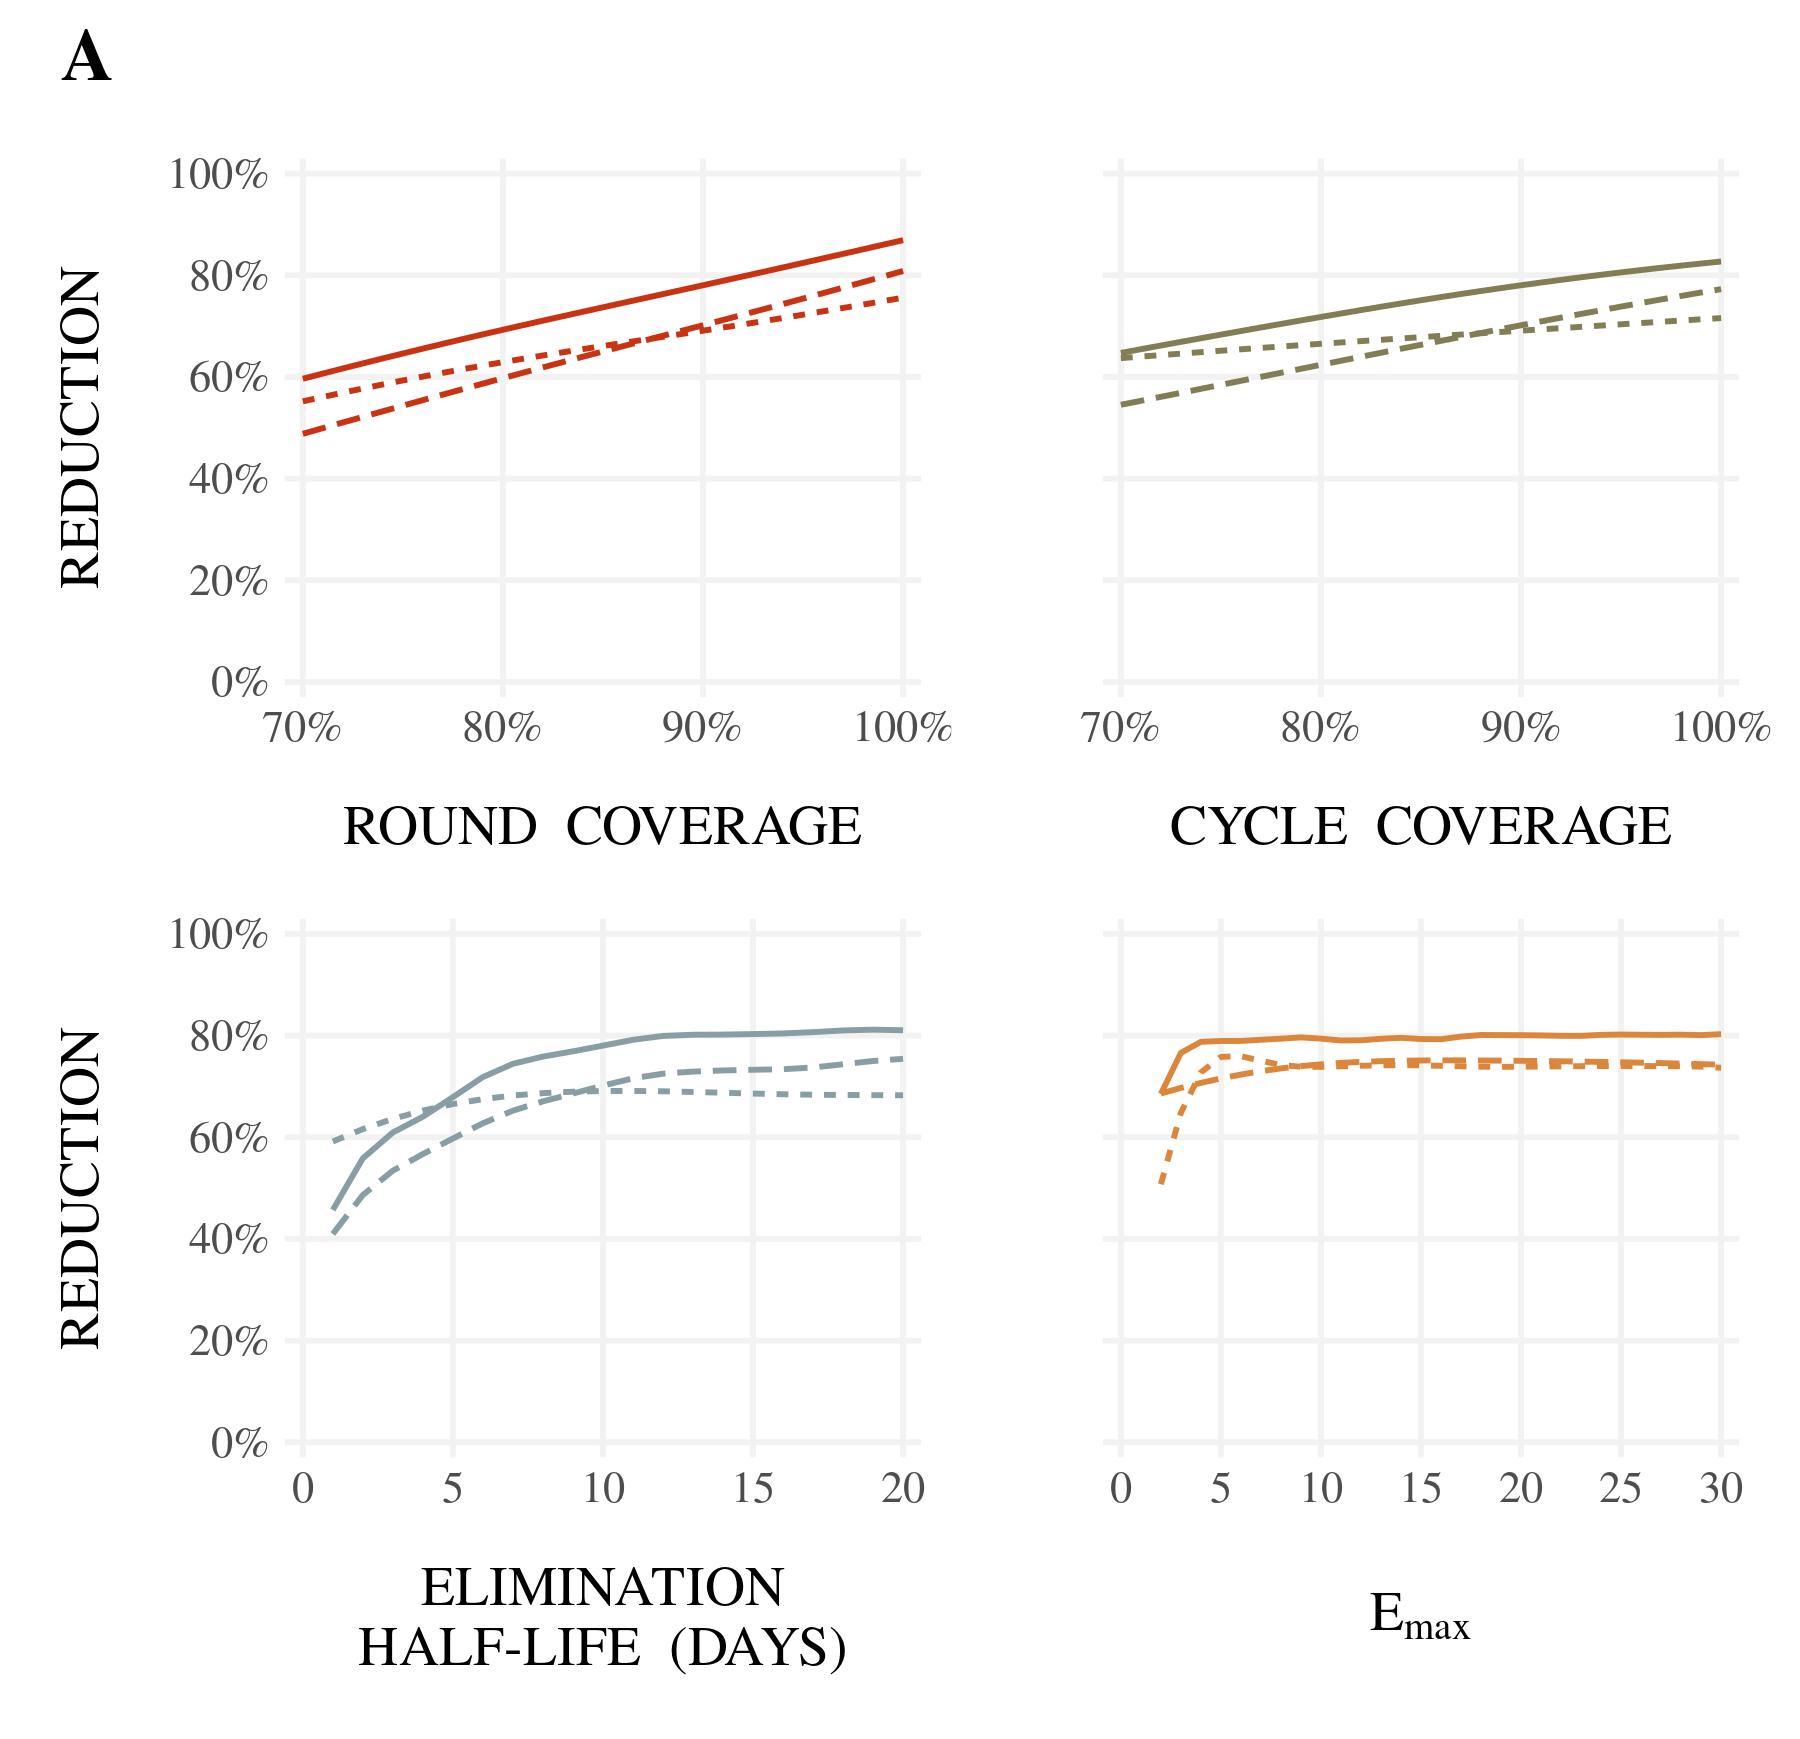 A
REDUCTION
100%
80%
60%
40%
20%
0%
70% 80% 90% 100%
ROUND COVERAGE
70% 80% 90% 100%
CYCLE COVERAGE
REDUCTION
100%
80%
60%
40%
20%
0%
0 5 10 15 20
ELIMINATION
HALF-LIFE (DAYS)
0 5 10 15 20 25 30
Emax